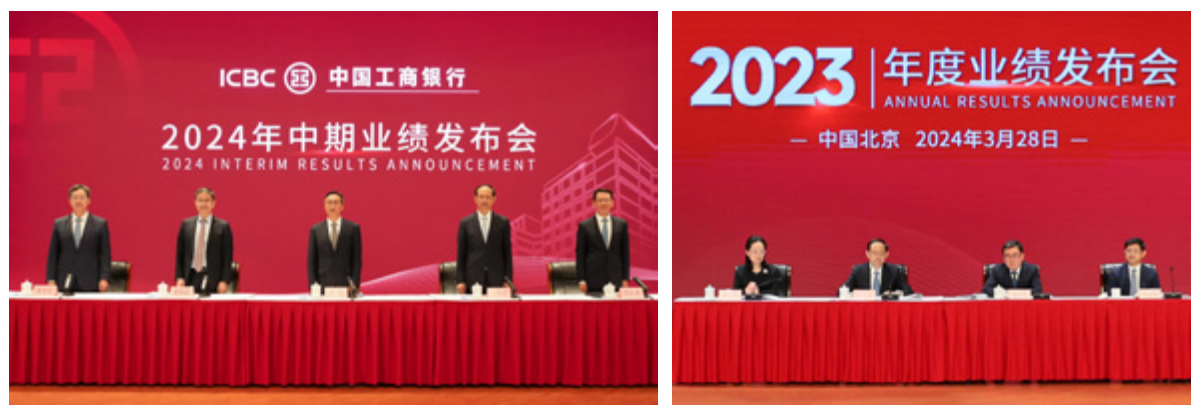 ICBC 中国工商银行
2024年中期业绩发布会
2024 INTERIM RESULTS ANNOUNCEMENT
2023 年度业绩发布会
ANNUAL RESULTS ANNOUNCEMENT
— 中国北京 2024年3月28日 —